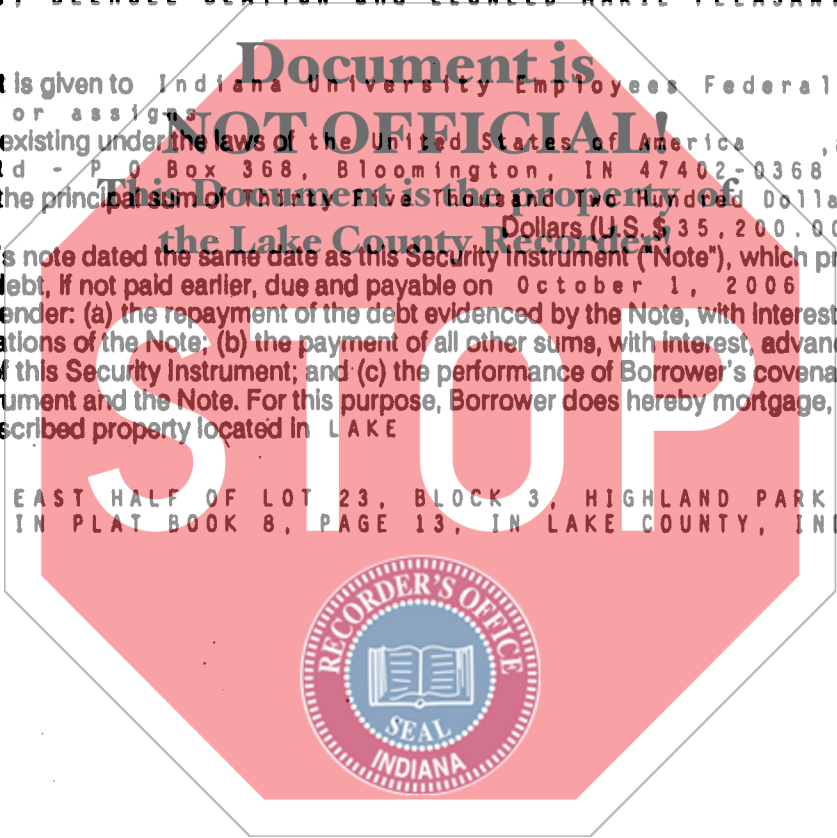 t is given to Indiana University Employees Federal
or assigns
existing under the laws of the United States of America ,
d - P O Box 368, Bloomington, IN 47402-0368
the principal sum of Thirty Five Thousand Two Hundred Dolla
Dollars (U.S.$ 35,200.00
s note dated the same date as this Security Instrument ("Note"), which pr
ebt, if not paid earlier, due and payable on October 1, 2006
ender: (a) the repayment of the debt evidenced by the Note, with interest
ations of the Note; (b) the payment of all other sums, with interest, advan
f this Security Instrument; and (c) the performance of Borrower's covena
ument and the Note. For this purpose, Borrower does hereby mortgage,
scribed property located in LAKE
EAST HALF OF LOT 23, BLOCK 3, HIGHLAND PARK
IN PLAT BOOK 8, PAGE 13, IN LAKE COUNTY, IN
Document is
NOT OFFICIAL!
This Document is the property of
the Lake County Recorder!
STOP
RECORDER'S OFFICE
SEAL
INDIANA